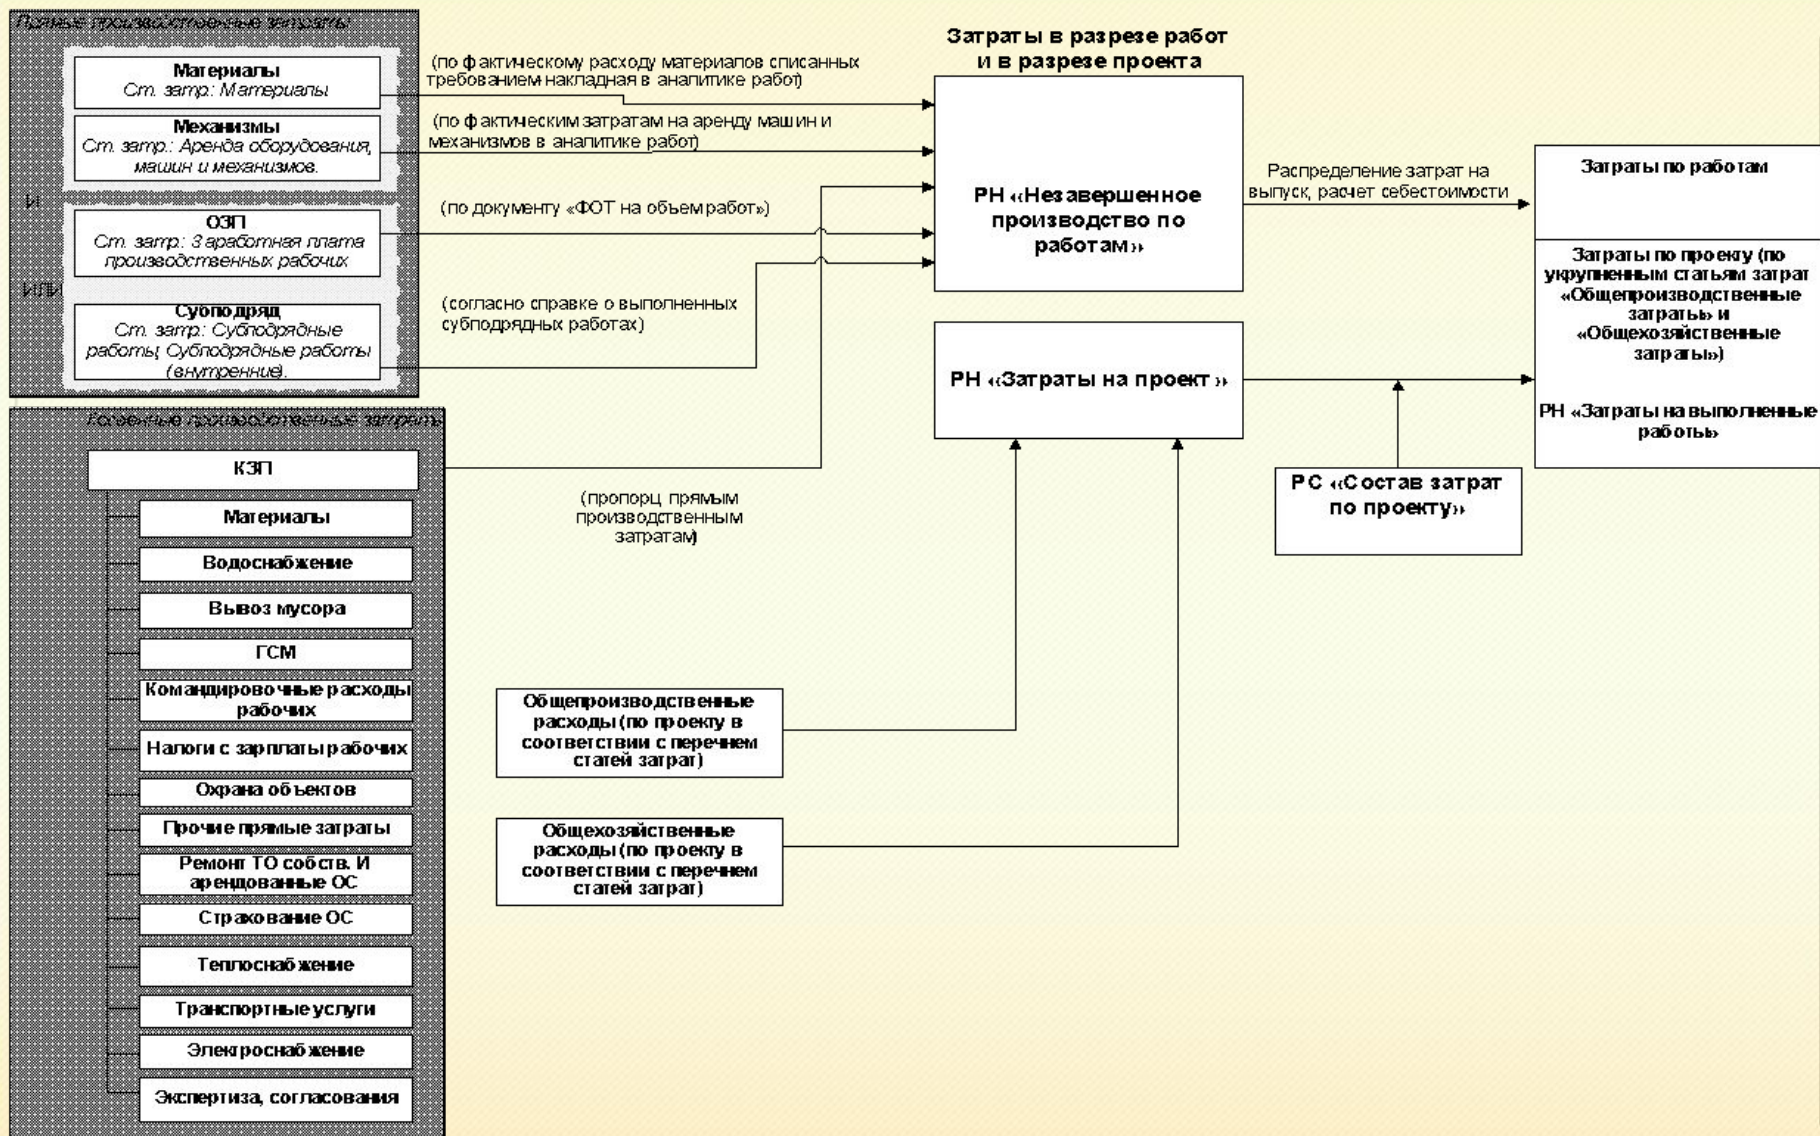 Прямые производственные затраты
Материалы
Ст. затр.: Материалы
Механизмы
Ст. затр.: Аренда оборудования,
машин и механизмов.
И
ОЗП
Ст. затр.: Заработная плата
производственных рабочих
ИЛИ
Субподряд
Ст. затр.: Субподрядные
работы; Субподрядные работы
(внутренние).
(по фактическому расходу материалов списанных
требованием-накладная в аналитике работ)
(по фактическим затратам на аренду машин и
механизмов в аналитике работ)
(по документу «ФОТ на объем работ»)
(согласно справке о выполненных
субподрядных работах)
Затраты в разрезе работ
и в разрезе проекта
РН «Незавершенное
производство по
работам»
РН «Затраты на проект»
Распределение затрат на
выпуск, расчет себестоимости
Затраты по работам
Затраты по проекту (по
укрупненным статьям затрат
«Общепроизводственные
затраты» и
«Общехозяйственные
затраты»)
РН «Затраты на выполненные
работы»
РС «Состав затрат
по проекту»
Косвенные производственные затраты
КЗП
Материалы
Водоснабжение
Вывоз мусора
ГСМ
Командировочные расходы
рабочих
Налоги с зарплаты рабочих
Охрана объектов
Прочие прямые затраты
Ремонт ТО собств. И
арендованные ОС
Страхование ОС
Теплоснабжение
Транспортные услуги
Электроснабжение
Экспертиза, согласования
(пропорц. прямым
производственным
затратам)
Общепроизводственные
расходы (по проекту в
соответствии с перечнем
статей затрат)
Общехозяйственные
расходы (по проекту в
соответствии с перечнем
статей затрат)